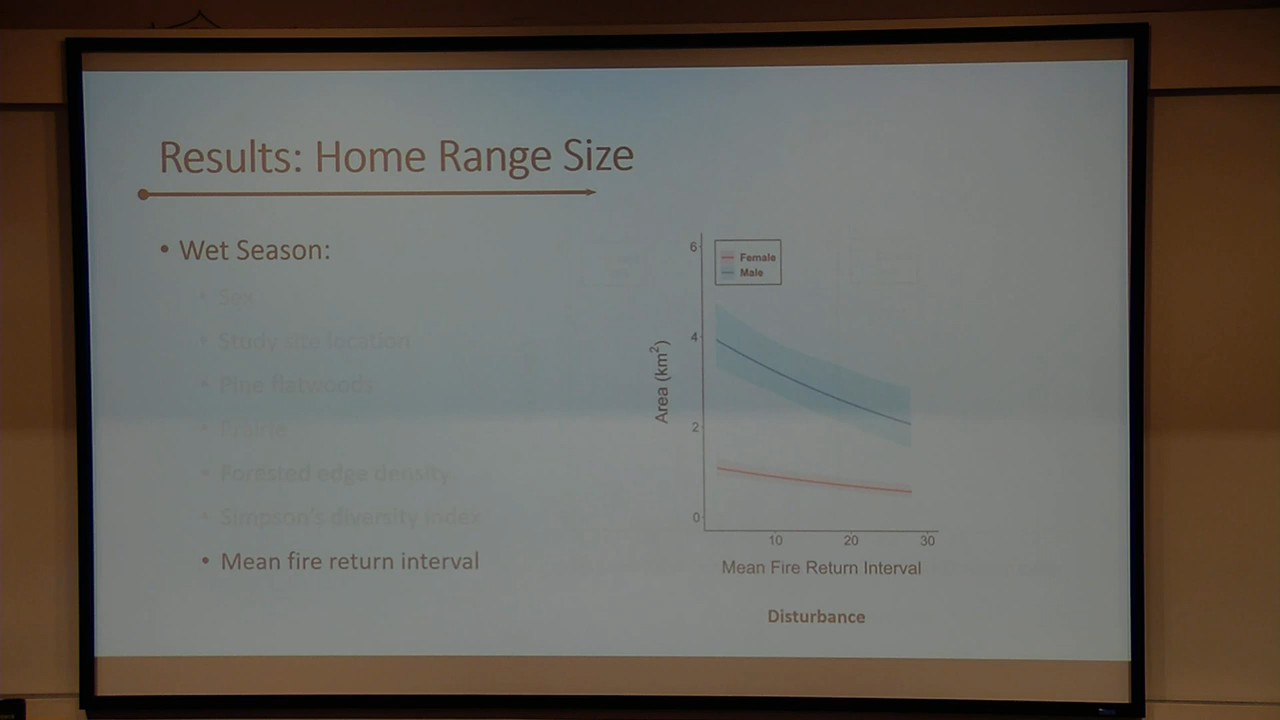 Results: Home Range Size
• Wet Season:
• Sex
• Study site location
• Pine flatwoods
• Prairie
• Forested edge density
• Simpson's diversity index
• Mean fire return interval
6
4
2
0
Area (km²)
Female
Male
10 20 30
Mean Fire Return Interval
Disturbance